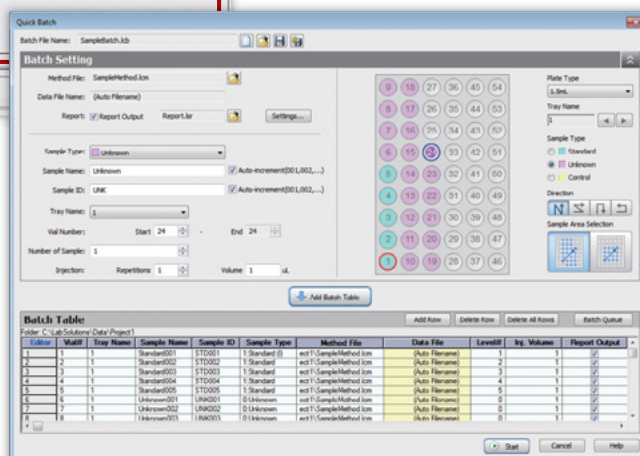 Quick Batch
Batch File Name: SampleBatch.lcb
Batch Setting
Method File: SampleMethod.lcm
Data File Name: (Auto Filename)
Report: Report Output Report.lsr Settings...
Sample Type: Unknown
Sample Name: Unknown Auto-increment(001,002,...)
Sample ID: UNK Auto-increment(001,002,...)
Tray Name: 1
Vial Number: Start 24 - End 24
Number of Sample: 1
Injection: Repetitions 1 Volume 1 uL
9 18 27 36 45 54
8 17 26 35 44 53
7 16 25 34 43 52
6 15 24 33 42 51
5 14 23 32 41 50
4 13 22 31 40 49
3 12 21 30 39 48
2 11 20 29 38 47
1 10 19 28 37 46
Plate Type
1.5mL
Tray Name
1
Sample Type
Standard
Unknown
Control
Direction
Sample Area Selection
Add Batch Table
Batch Table Add Row Delete Row Delete All Rows Batch Queue
Folder: C:\LabSolutions\Data\Project1
Editor Vial# Tray Name Sample Name Sample ID Sample Type Method File Data File Level# Inj. Volume Report Output
1 1 1 Standard001 STD001 1:Standard (I) ect1\SampleMethod.lcm (Auto Filename) 1 1
2 2 1 Standard002 STD002 1:Standard ect1\SampleMethod.lcm (Auto Filename) 2 1
3 3 1 Standard003 STD003 1:Standard ect1\SampleMethod.lcm (Auto Filename) 3 1
4 4 1 Standard004 STD004 1:Standard ect1\SampleMethod.lcm (Auto Filename) 4 1
5 5 1 Standard005 STD005 1:Standard ect1\SampleMethod.lcm (Auto Filename) 5 1
6 6 1 Unknown001 UNK001 0:Unknown ect1\SampleMethod.lcm (Auto Filename) 0 1
7 7 1 Unknown002 UNK002 0:Unknown ect1\SampleMethod.lcm (Auto Filename) 0 1
8 8 1 Unknown003 UNK003 0:Unknown ect1\SampleMethod.lcm (Auto Filename) 0 1
Start Cancel Help